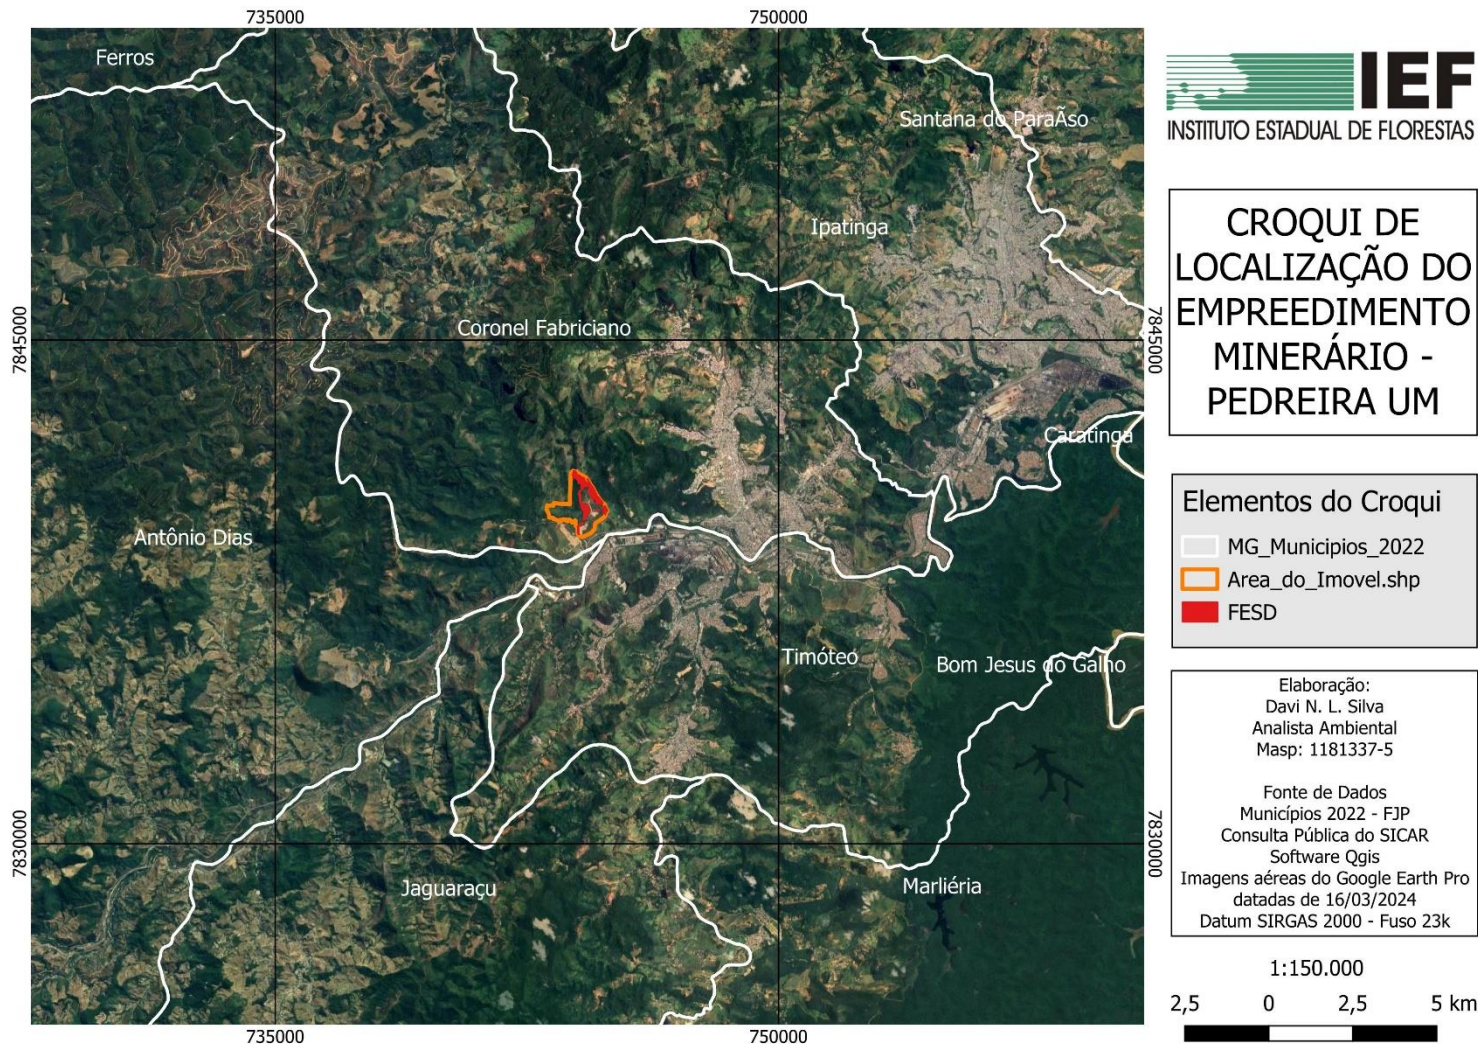 735000
750000
Ferros
Santana do ParaÃso
Ipatinga
Coronel Fabriciano
7845000
7845000
Caratinga
Antônio Dias
Timóteo
Bom Jesus do Galho
7830000
7830000
Jaguaraçu
Marliéria
735000
750000
IEF
INSTITUTO ESTADUAL DE FLORESTAS
CROQUI DE
LOCALIZAÇÃO DO
EMPREEDIMENTO
MINERÁRIO -
PEDREIRA UM
Elementos do Croqui
MG_Municipios_2022
Area_do_Imovel.shp
FESD
Elaboração:
Davi N. L. Silva
Analista Ambiental
Masp: 1181337-5
Fonte de Dados
Municípios 2022 - FJP
Consulta Pública do SICAR
Software Qgis
Imagens aéreas do Google Earth Pro
datadas de 16/03/2024
Datum SIRGAS 2000 - Fuso 23k
1:150.000
2,5 0 2,5 5 km